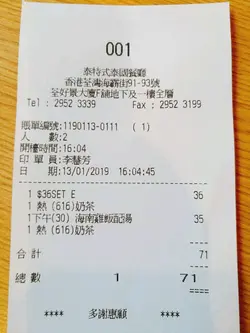 001
泰特式泰國餐廳
香港荃灣海霸街91-93號
荃好景大廈F舖地下及一樓全層
Tel : 2952 3339 Fax : 2952 3199
賬單編號:1190113-0111 ( 1)
人 數:2
開檯時間:16:04
印 單 員:李慧芳
日 期:13/01/2019 16:04:45
1 $36SET E 36
1 熱 (616)奶茶
1下午(30) 海南雞飯配湯 35
1 熱 (616)奶茶
合計 71
總數 1 71
**** 多謝惠顧 ****